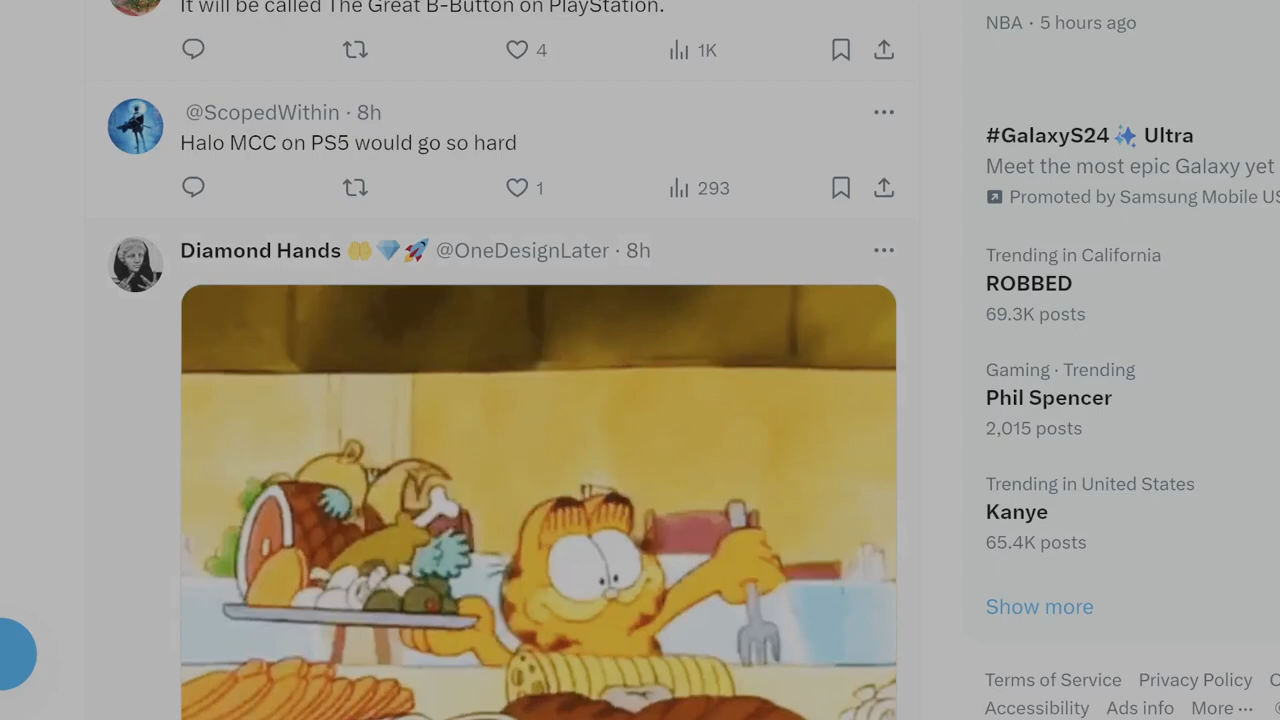 It will be called The Great B-Button on PlayStation.
4
1K
@ScopedWithin · 8h
Halo MCC on PS5 would go so hard
1
293
Diamond Hands 🤲💎🚀 @OneDesignLater · 8h
NBA · 5 hours ago
#GalaxyS24 ✨ Ultra
Meet the most epic Galaxy yet
Promoted by Samsung Mobile US
Trending in California
ROBBED
69.3K posts
Gaming · Trending
Phil Spencer
2,015 posts
Trending in United States
Kanye
65.4K posts
Show more
Terms of Service Privacy Policy
Accessibility Ads info More ···